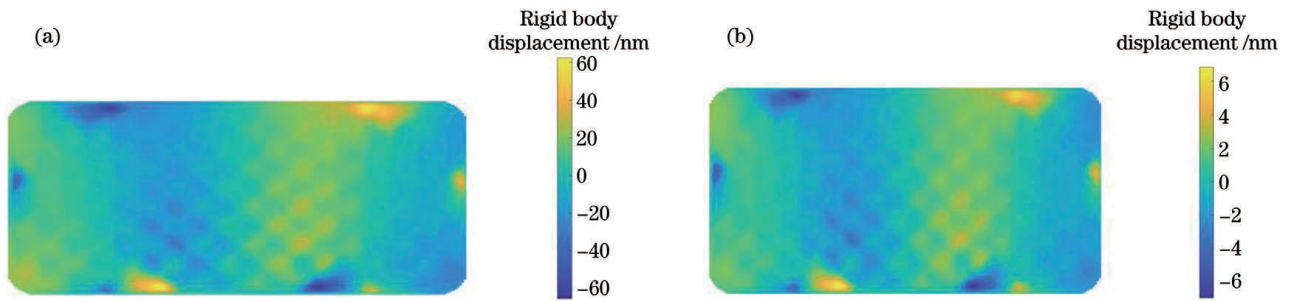 (a)
Rigid body
displacement /nm
60
40
20
0
−20
−40
−60
(b)
Rigid body
displacement /nm
6
4
2
0
−2
−4
−6